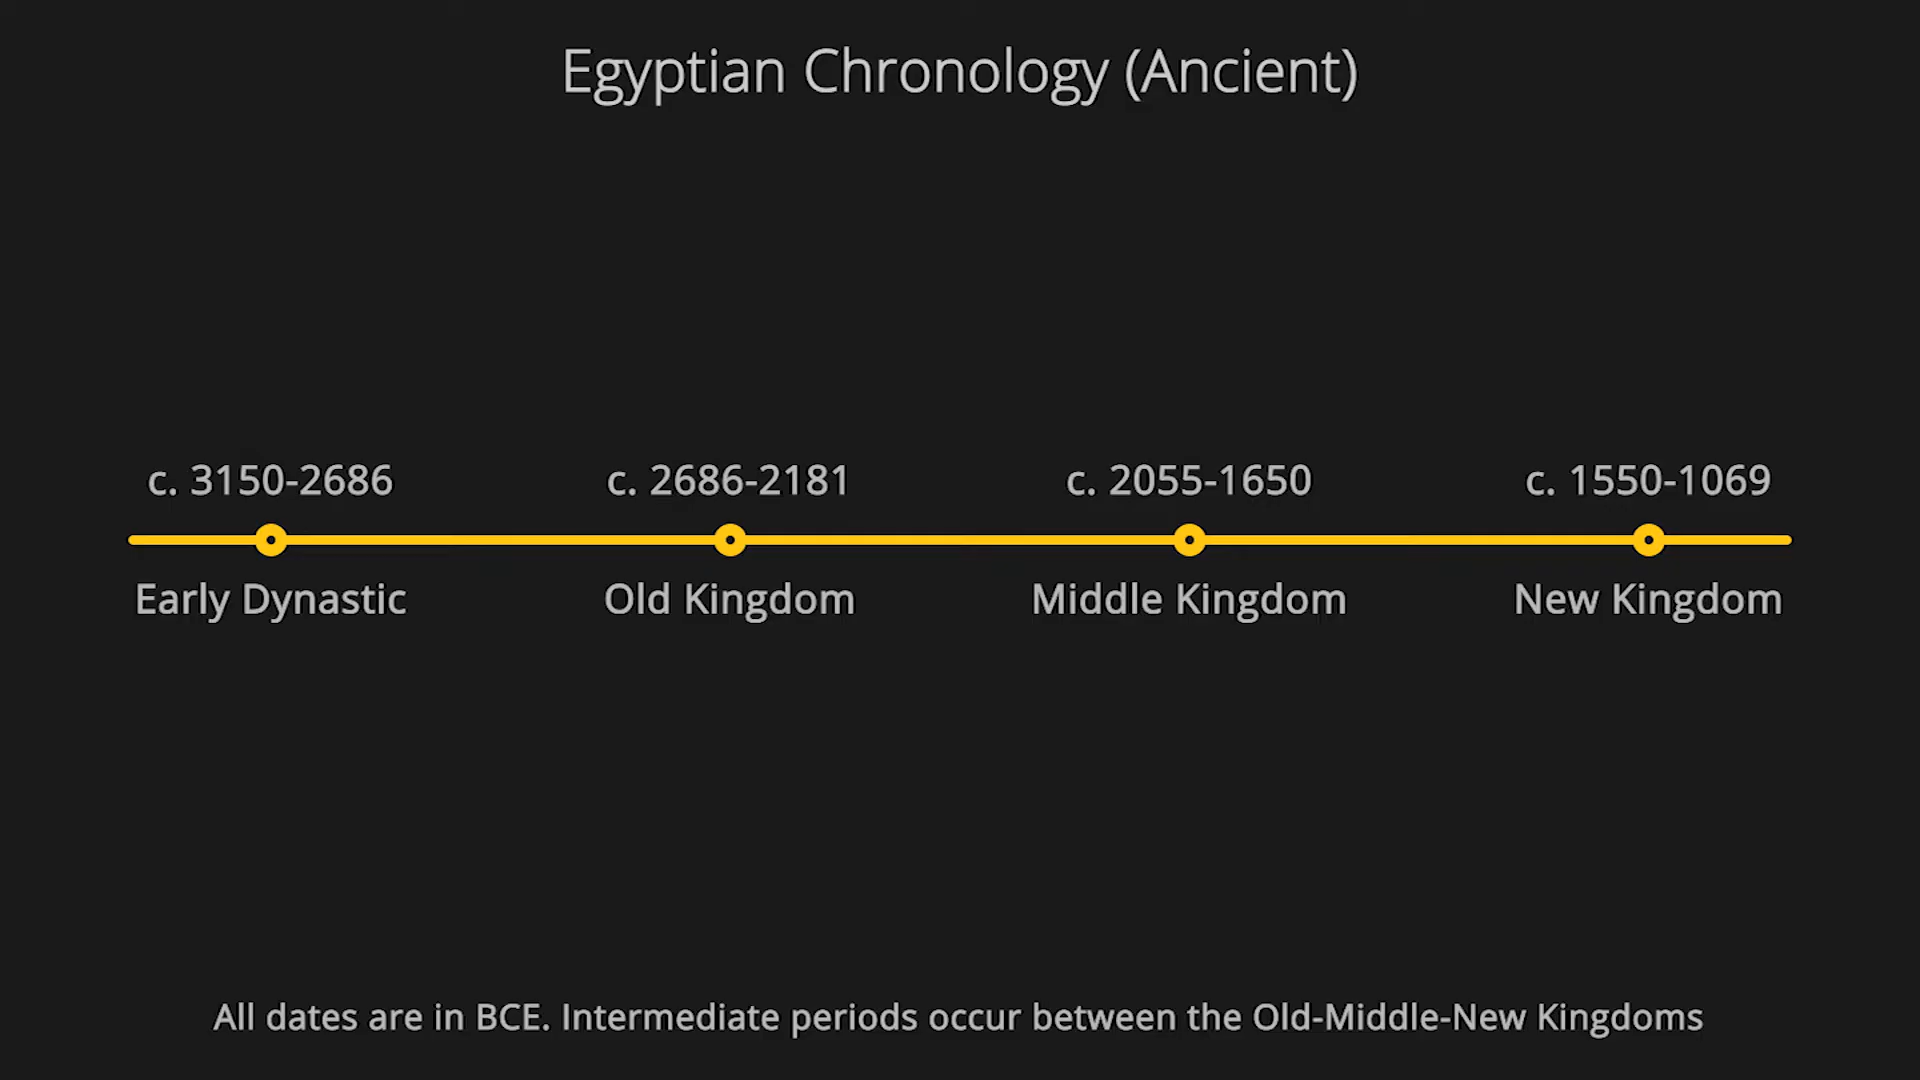 Egyptian Chronology (Ancient)
c. 3150-2686
c. 2686-2181
c. 2055-1650
c. 1550-1069
Early Dynastic
Old Kingdom
Middle Kingdom
New Kingdom
All dates are in BCE. Intermediate periods occur between the Old-Middle-New Kingdoms